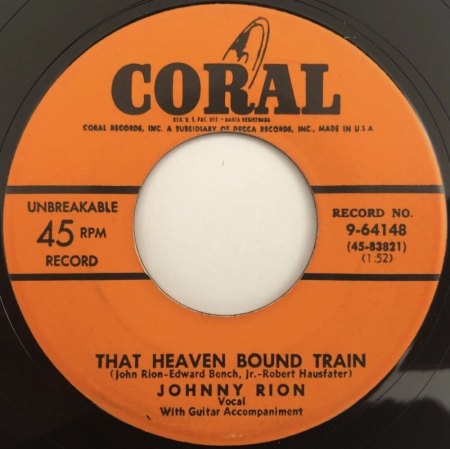 CORAL
REG. U. S. PAT. OFF. • MARCA REGISTRADA
CORAL RECORDS, INC. A SUBSIDIARY OF DECCA RECORDS, INC., MADE IN U.S.A.
UNBREAKABLE
45 RPM
RECORD
RECORD NO.
9-64148
(45-83821)
(1:52)
THAT HEAVEN BOUND TRAIN
(John Rion-Edward Bench, Jr.-Robert Hausfater)
JOHNNY RION
Vocal
With Guitar Accompaniment